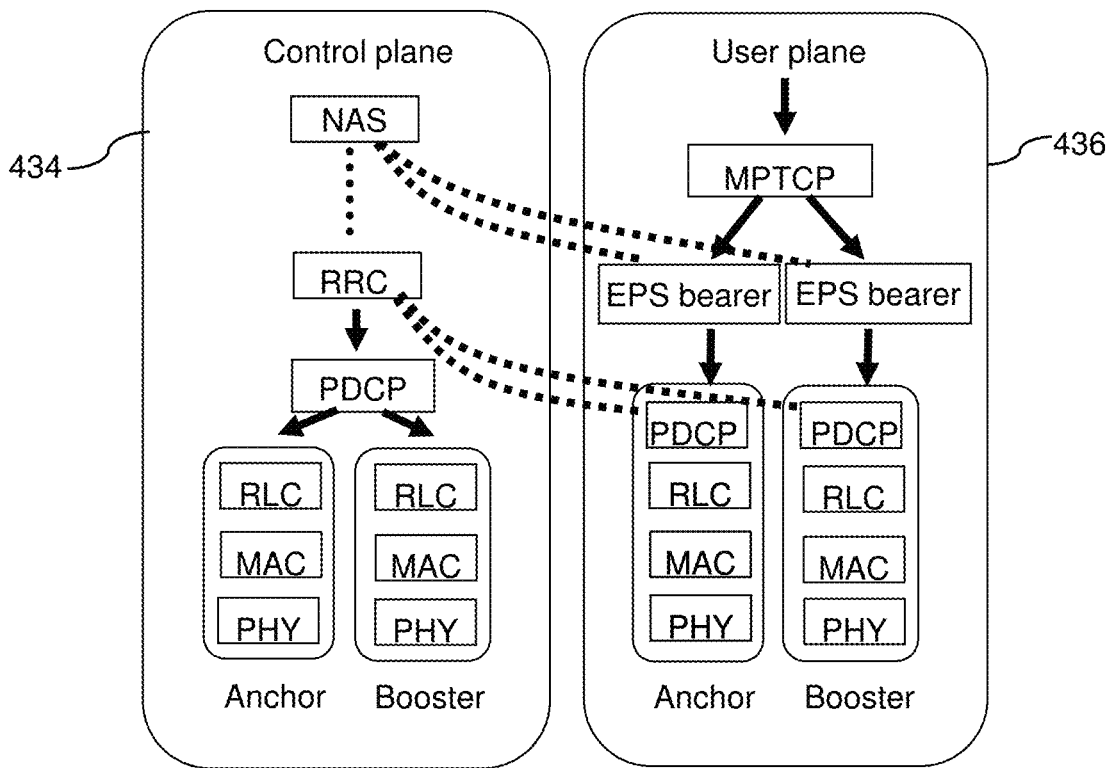 Control plane
NAS
RRC
PDCP
RLC
MAC
PHY
Anchor
RLC
MAC
PHY
Booster
434
User plane
MPTCP
EPS bearer
EPS bearer
PDCP
RLC
MAC
PHY
Anchor
PDCP
RLC
MAC
PHY
Booster
436